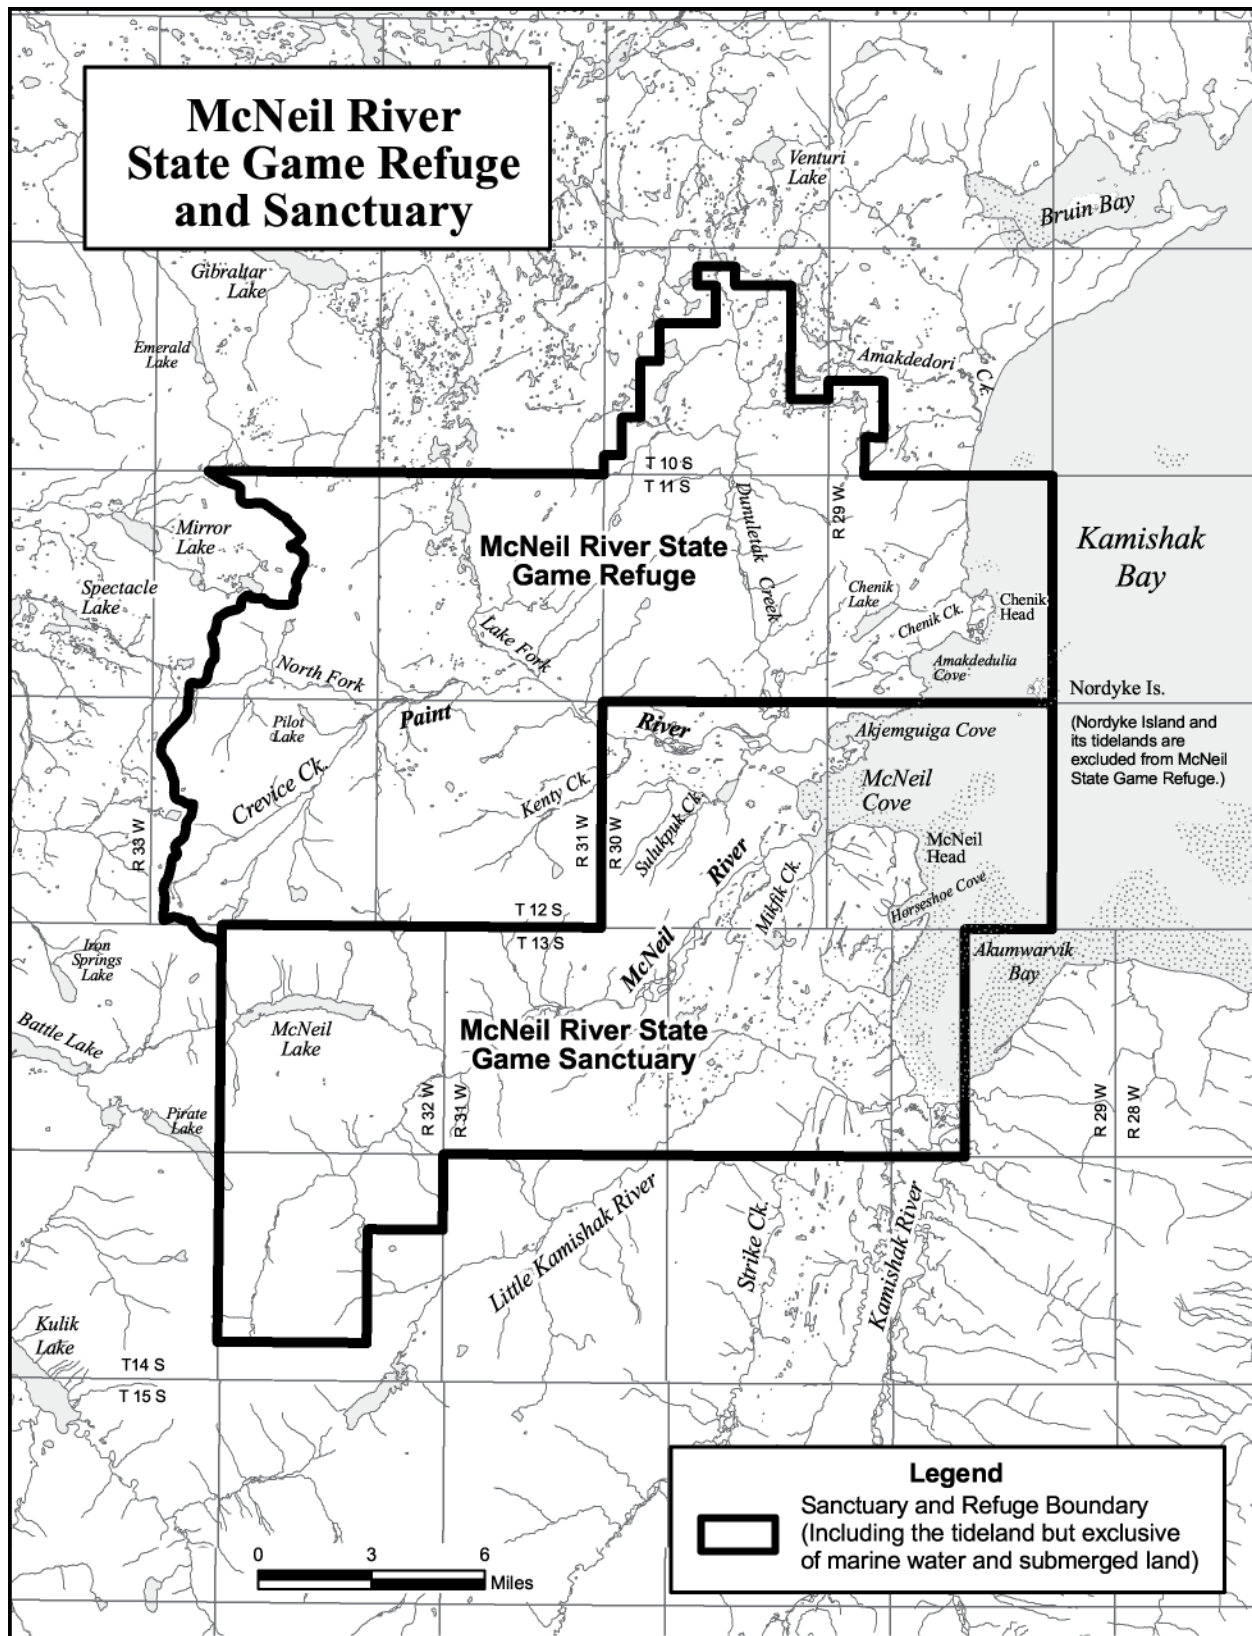 McNeil River
State Game Refuge
and Sanctuary
Venturi
Lake
Bruin Bay
Gibraltar
Lake
Emerald
Lake
Amakdedori
Ck.
T 10 S
T 11 S
Mirror
Lake
Dunuletak Creek
R 29 W
McNeil River State
Game Refuge
Kamishak
Bay
Spectacle
Lake
Chenik
Lake
Chenik Ck.
Chenik
Head
Lake Fork
North Fork
Amakdedulia
Cove
Nordyke Is.
(Nordyke Island and
its tidelands are
excluded from McNeil
State Game Refuge.)
Pilot
Lake
Paint
River
Akjemguiga Cove
McNeil
Cove
Crevice Ck.
Kenty Ck.
R 33 W
R 31 W
R 30 W
Sulukpuk Ck.
River
Mikfik Ck.
McNeil
Head
Horseshoe Cove
T 12 S
T 13 S
Iron
Springs
Lake
McNeil
Akumwarvik
Bay
Battle Lake
McNeil
Lake
McNeil River State
Game Sanctuary
Pirate
Lake
R 32 W
R 31 W
R 29 W
R 28 W
Little Kamishak River
Strike Ck.
Kamishak River
Kulik
Lake
T14 S
T 15 S
Legend
Sanctuary and Refuge Boundary
(Including the tideland but exclusive
of marine water and submerged land)
0 3 6
Miles